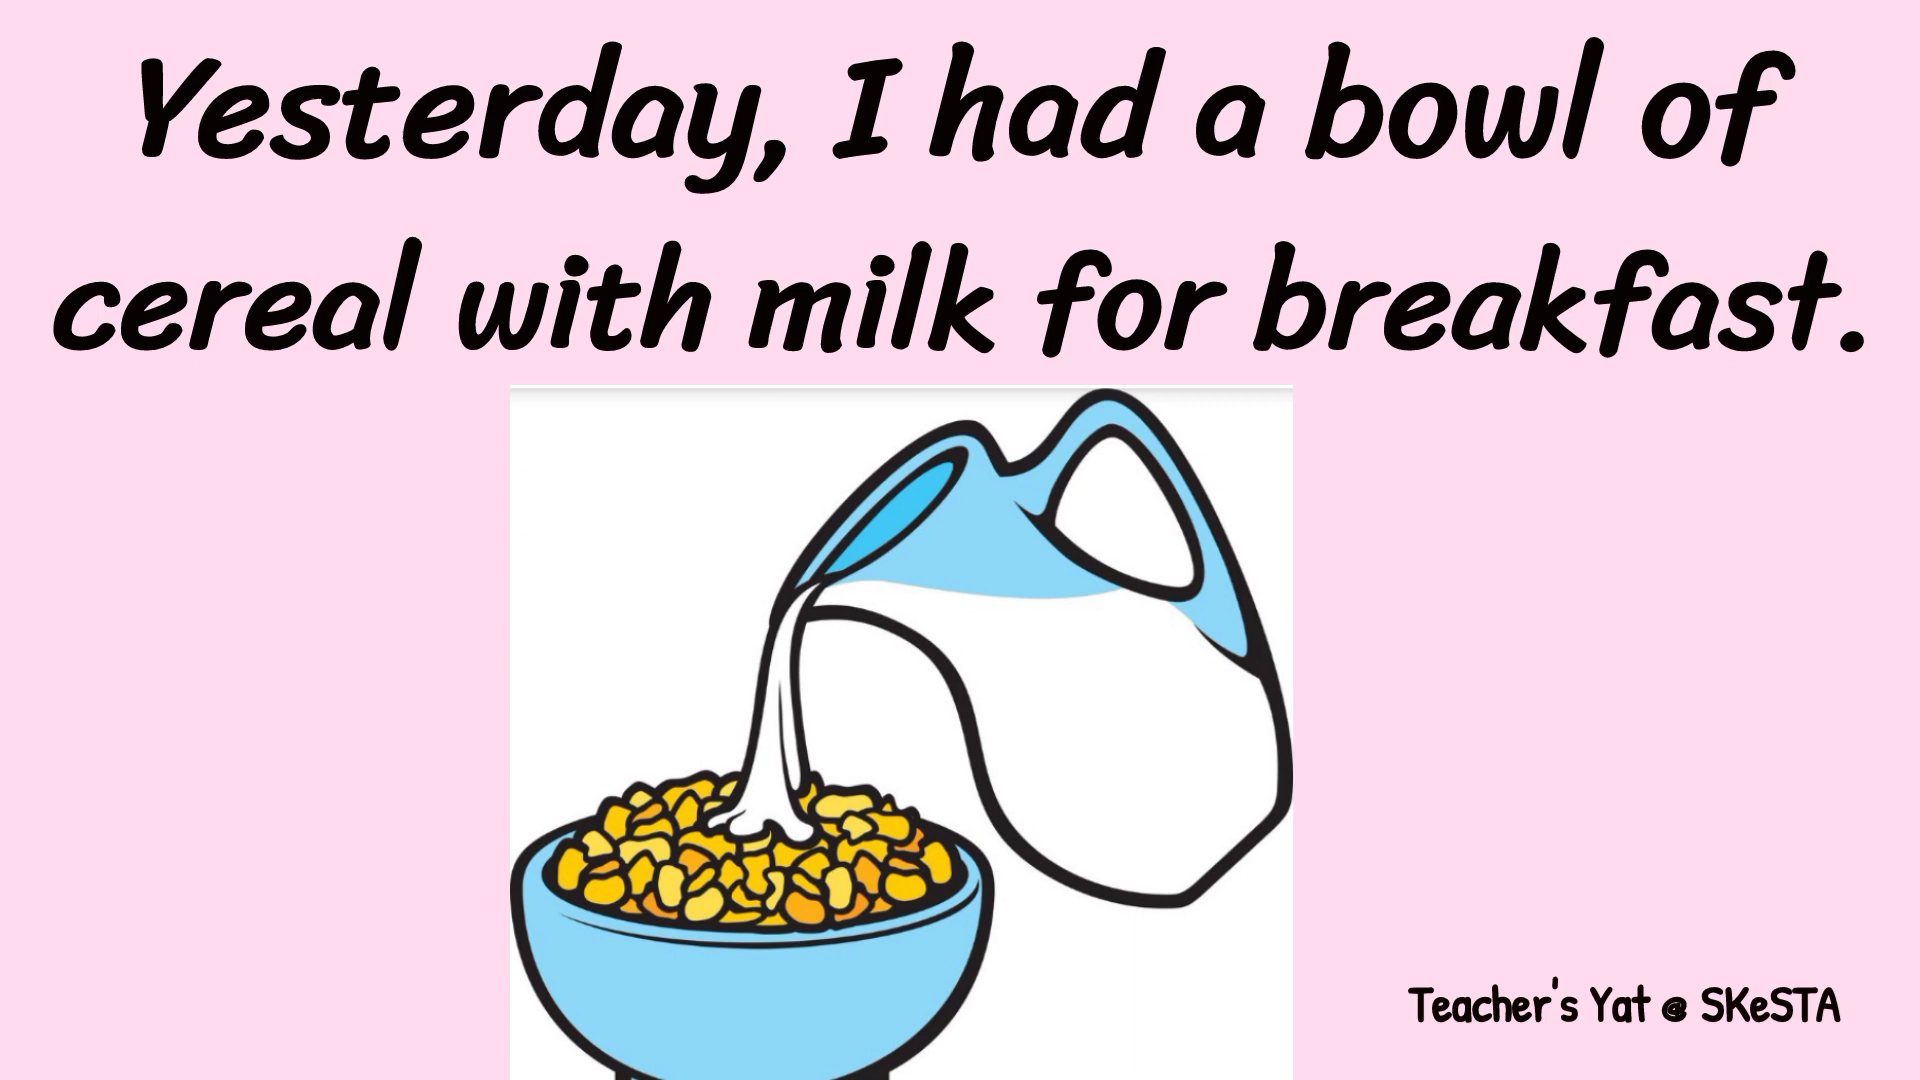 Yesterday, I had a bowl of
cereal with milk for breakfast.
Teacher's Yat @ SKeSTA